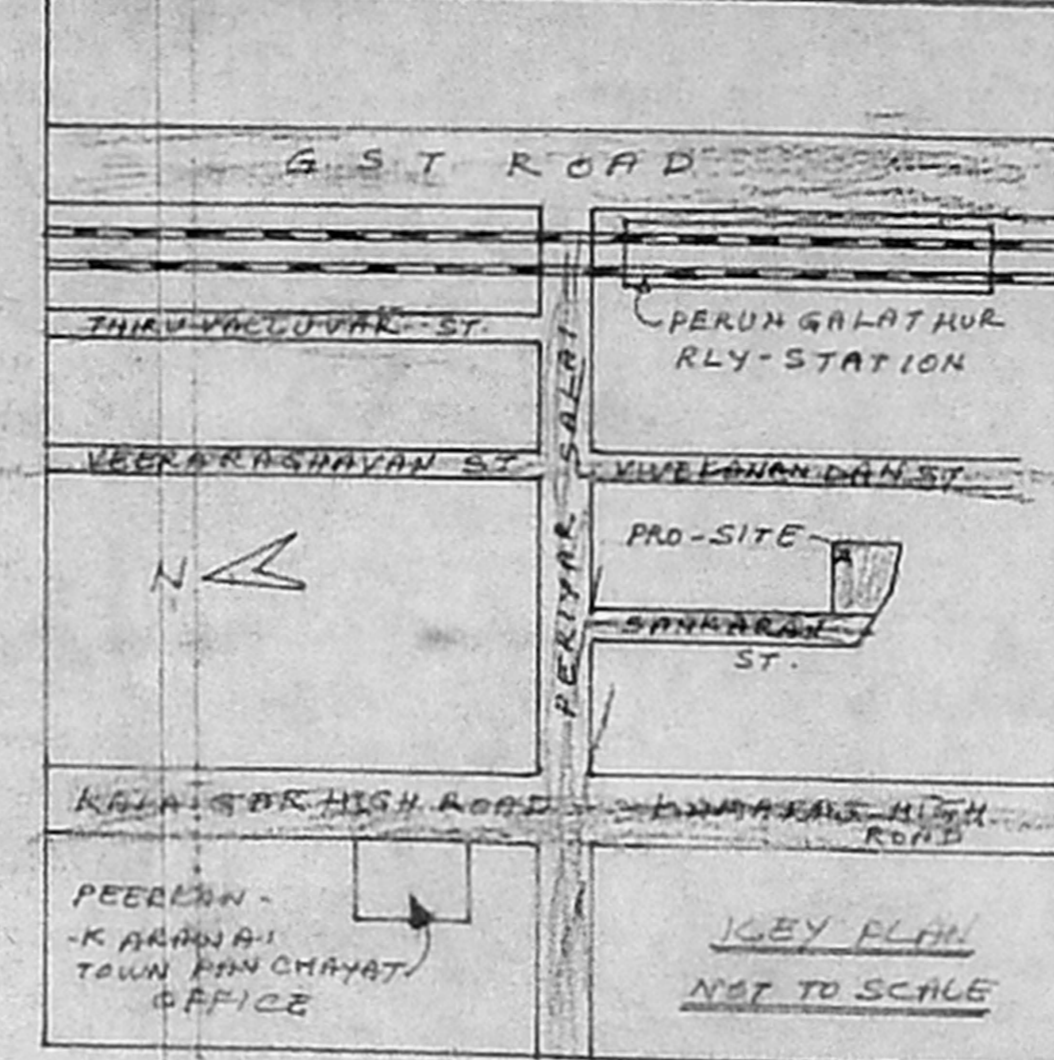 G S T ROAD
THIRUVALLUVAR ST.
PERUNGALATHUR
RLY-STATION
PERIYAR SALAI
VEERARAGHAVAN ST
VIVEKANANDAN ST
PRO-SITE
N
SANKARAN
ST.
HIGH ROAD
KAMARAJ HIGH
ROAD
PEERKAN-
-KARANAI
TOWN PANCHAYAT
OFFICE
KEY PLAN
NOT TO SCALE